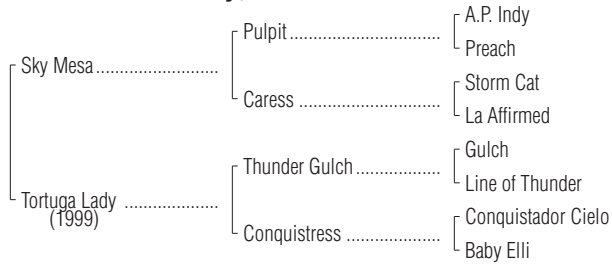 A.P. Indy
Pulpit
Preach
Sky Mesa
Storm Cat
Caress
La Affirmed
Gulch
Thunder Gulch
Line of Thunder
Tortuga Lady
(1999)
Conquistador Cielo
Conquistress
Baby Elli